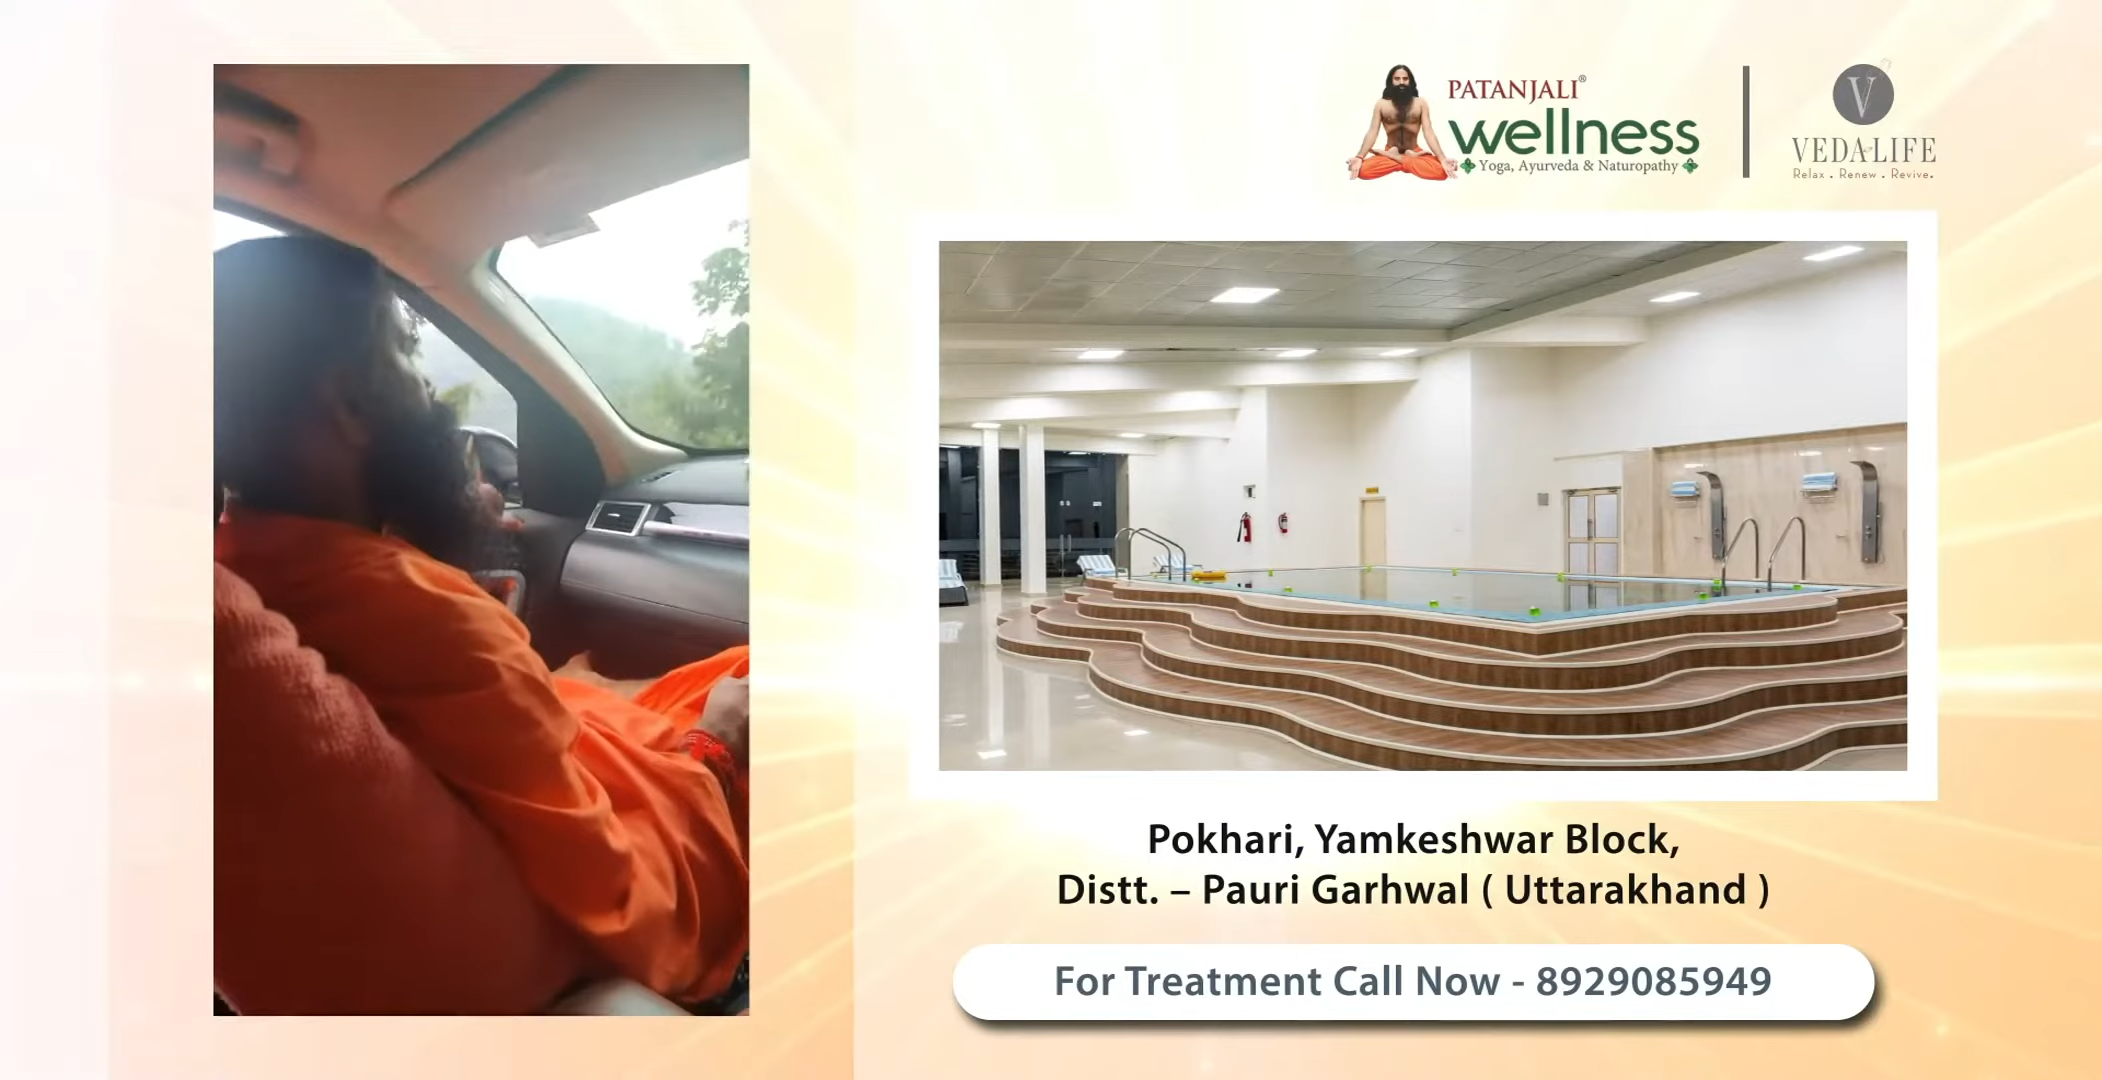 PATANJALI®
wellness
Yoga, Ayurveda & Naturopathy
V
VEDALIFE
Relax . Renew . Revive.
Pokhari, Yamkeshwar Block,
Distt. – Pauri Garhwal ( Uttarakhand )
For Treatment Call Now - 8929085949